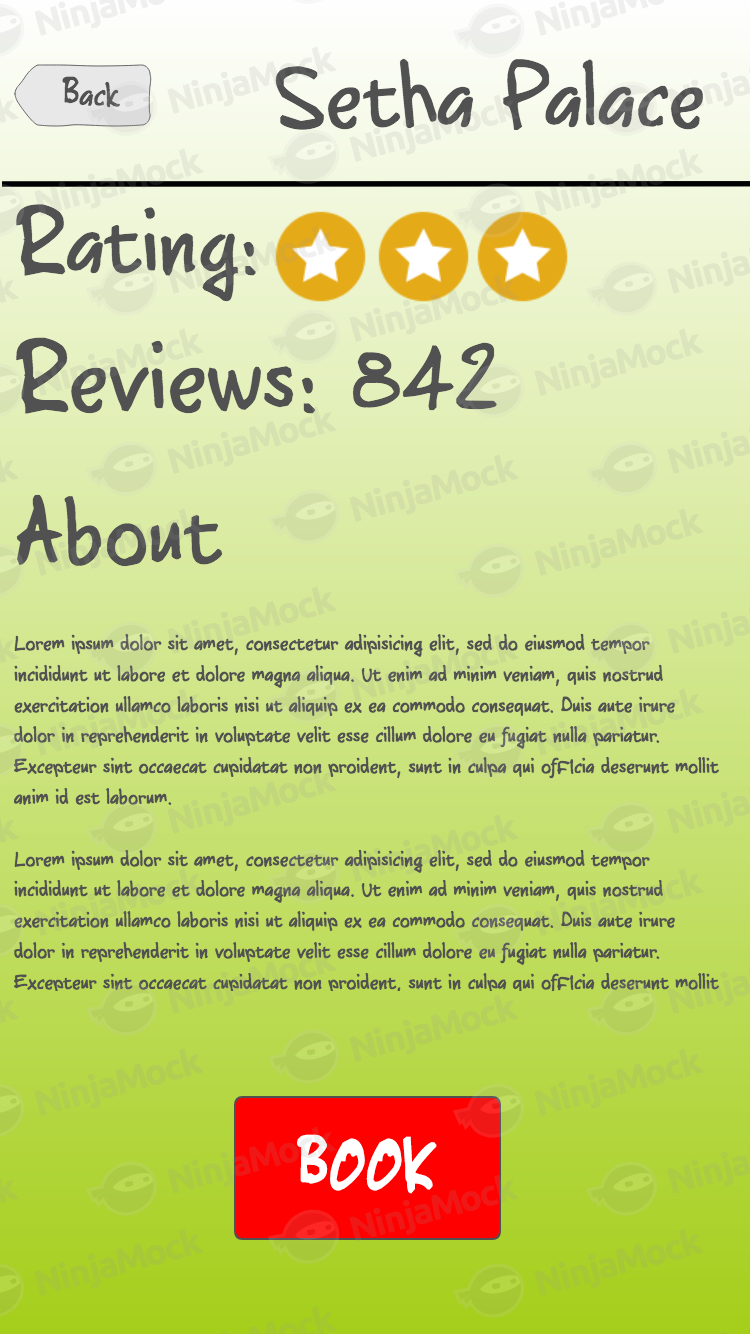 Back
Setha Palace
Rating:
Reviews: 842
About
Lorem ipsum dolor sit amet, consectetur adipisicing elit, sed do eiusmod tempor
incididunt ut labore et dolore magna aliqua. Ut enim ad minim veniam, quis nostrud
exercitation ullamco laboris nisi ut aliquip ex ea commodo consequat. Duis aute irure
dolor in reprehenderit in voluptate velit esse cillum dolore eu fugiat nulla pariatur.
Excepteur sint occaecat cupidatat non proident, sunt in culpa qui officia deserunt mollit
anim id est laborum.
Lorem ipsum dolor sit amet, consectetur adipisicing elit, sed do eiusmod tempor
incididunt ut labore et dolore magna aliqua. Ut enim ad minim veniam, quis nostrud
exercitation ullamco laboris nisi ut aliquip ex ea commodo consequat. Duis aute irure
dolor in reprehenderit in voluptate velit esse cillum dolore eu fugiat nulla pariatur.
Excepteur sint occaecat cupidatat non proident, sunt in culpa qui officia deserunt mollit
BOOK
NinjaMock